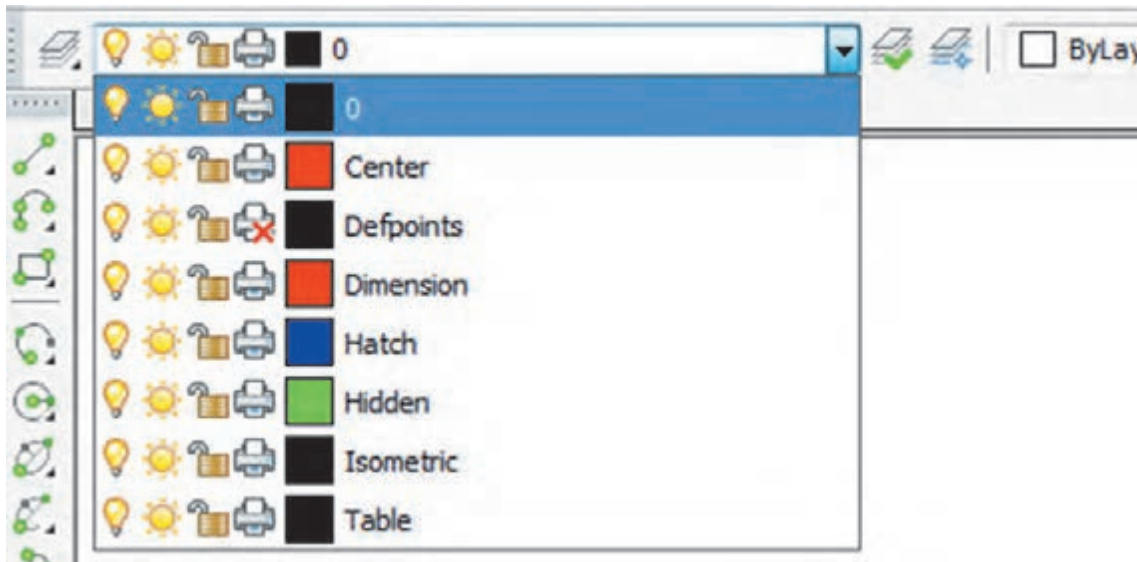 0
ByLay
0
Center
Defpoints
Dimension
Hatch
Hidden
Isometric
Table